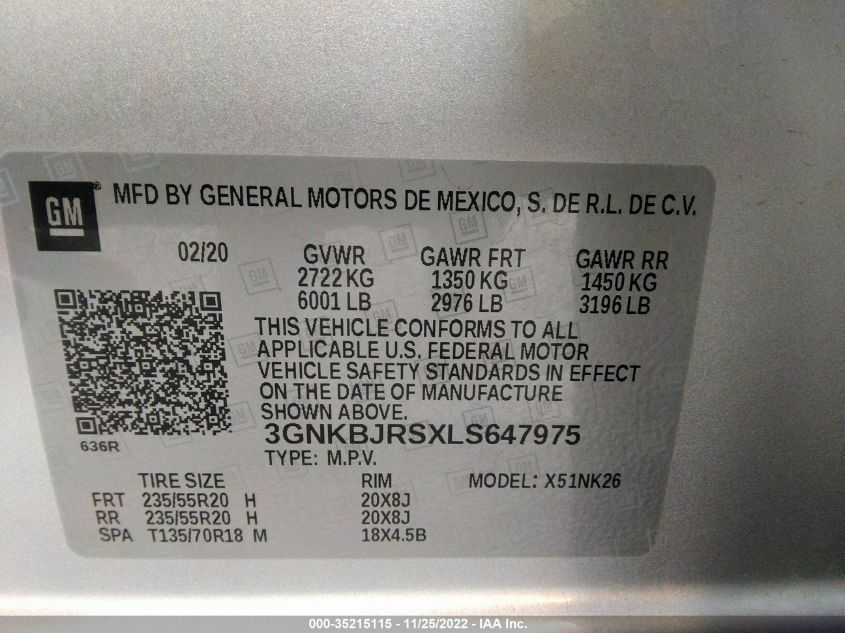 GM ® MFD BY GENERAL MOTORS DE MEXICO, S. DE R.L. DE C.V.
02/20 GVWR GAWR FRT GAWR RR
2722 KG 1350 KG 1450 KG
6001 LB 2976 LB 3196 LB
THIS VEHICLE CONFORMS TO ALL
APPLICABLE U.S. FEDERAL MOTOR
VEHICLE SAFETY STANDARDS IN EFFECT
ON THE DATE OF MANUFACTURE
SHOWN ABOVE.
3GNKBJRSXLS647975
636R
TYPE: M.P.V.
TIRE SIZE RIM MODEL: X51NK26
FRT 235/55R20 H 20X8J
RR 235/55R20 H 20X8J
SPA T135/70R18 M 18X4.5B
000-35215115 - 11/25/2022 - IAA Inc.